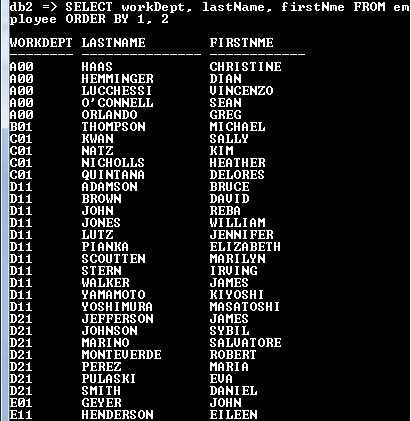 db2 => SELECT workDept, lastName, firstNme FROM em
ployee ORDER BY 1, 2
WORKDEPT LASTNAME FIRSTNME
-------- --------------- ------------
A00 HAAS CHRISTINE
A00 HEMMINGER DIAN
A00 LUCCHESSI VINCENZO
A00 O'CONNELL SEAN
A00 ORLANDO GREG
B01 THOMPSON MICHAEL
C01 KWAN SALLY
C01 NATZ KIM
C01 NICHOLLS HEATHER
C01 QUINTANA DELORES
D11 ADAMSON BRUCE
D11 BROWN DAVID
D11 JOHN REBA
D11 JONES WILLIAM
D11 LUTZ JENNIFER
D11 PIANKA ELIZABETH
D11 SCOUTTEN MARILYN
D11 STERN IRVING
D11 WALKER JAMES
D11 YAMAMOTO KIYOSHI
D11 YOSHIMURA MASATOSHI
D21 JEFFERSON JAMES
D21 JOHNSON SYBIL
D21 MARINO SALVATORE
D21 MONTEVERDE ROBERT
D21 PEREZ MARIA
D21 PULASKI EVA
D21 SMITH DANIEL
E01 GEYER JOHN
E11 HENDERSON EILEEN